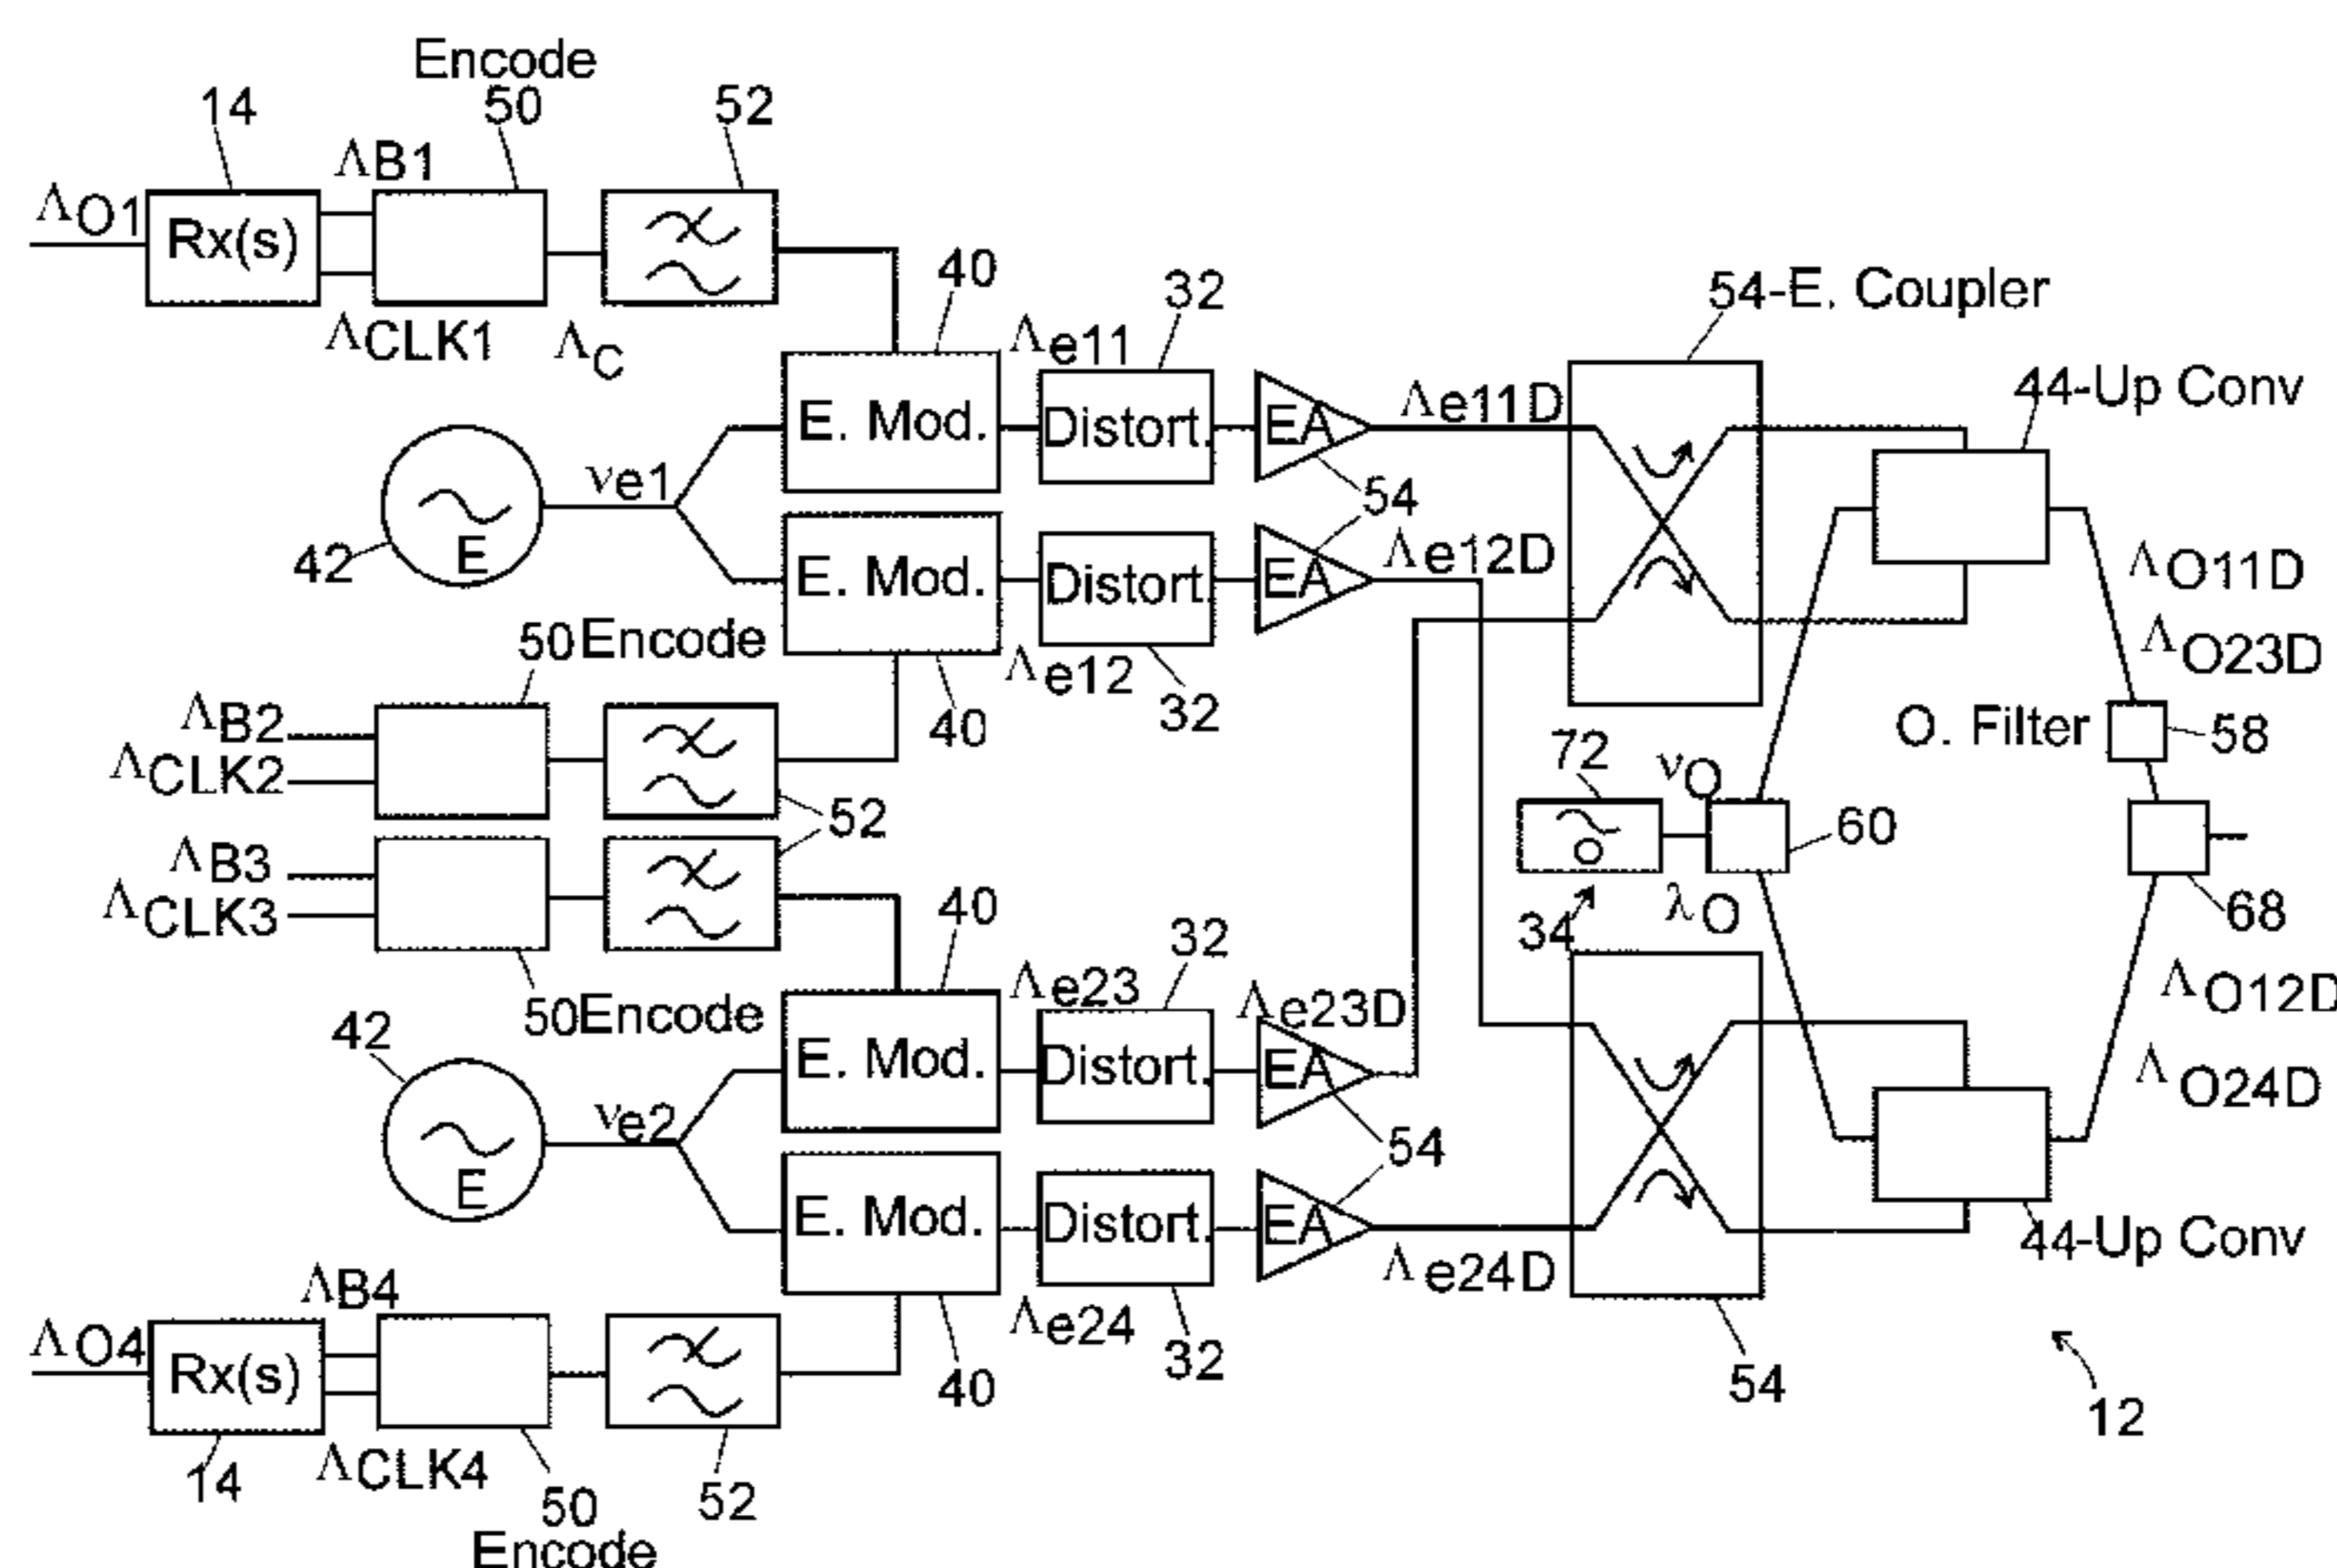 Encode
14 50 52
ΛB1
ΛO1 Rx(s)
ΛCLK1 ΛC
40 32 54-E. Coupler
Λe11
E. Mod. Distort. EA Λe11D 44-Up Conv
νe1
54
42 E
E. Mod. Distort. EA Λe12D
ΛO11D
50 Encode Λe12
ΛO23D
40 32
ΛB2
ΛCLK2
O. Filter 58
72 νO
52
ΛB3
60
O
ΛCLK3
34 λO
68
40 32
50 Encode
Λe23 Λe23D
ΛO12D
42
E. Mod. Distort. EA
ΛO24D
νe2
54
E
E. Mod. Distort. EA
44-Up Conv
Λe24D
ΛB4
Λe24
ΛO4 Rx(s)
32
40
54
12
14 ΛCLK4
50 52
Encode